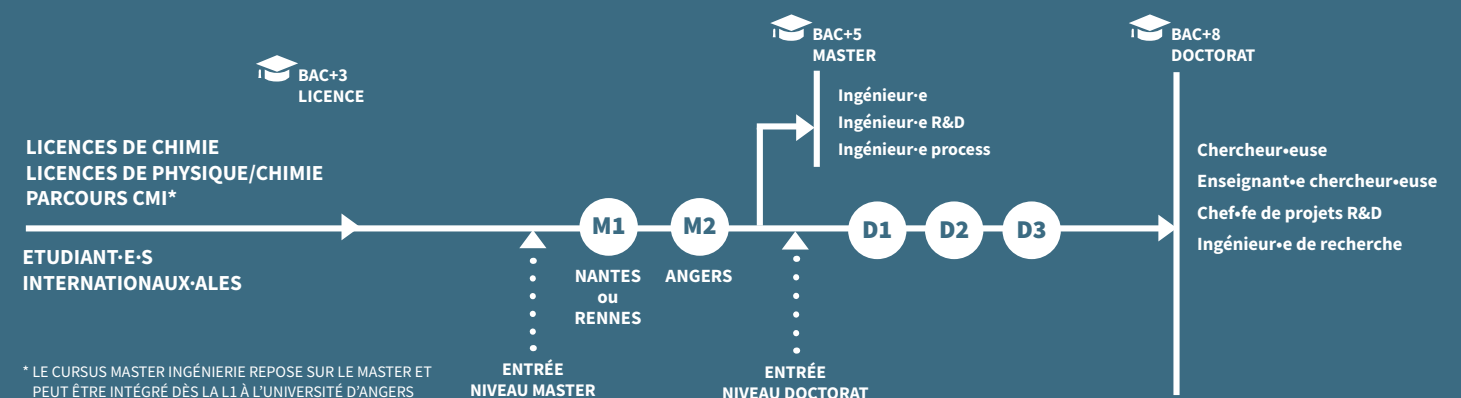 BAC+3
LICENCE
BAC+5
MASTER
BAC+8
DOCTORAT
Ingénieur·e
Ingénieur·e R&D
Ingénieur·e process
LICENCES DE CHIMIE
LICENCES DE PHYSIQUE/CHIMIE
PARCOURS CMI*
Chercheur•euse
Enseignant•e chercheur•euse
Chef•fe de projets R&D
Ingénieur•e de recherche
M1
M2
D1
D2
D3
ETUDIANT·E·S
INTERNATIONAUX·ALES
NANTES
ou
RENNES
ANGERS
ENTRÉE
NIVEAU MASTER
ENTRÉE
NIVEAU DOCTORAT
* LE CURSUS MASTER INGÉNIERIE REPOSE SUR LE MASTER ET
PEUT ÊTRE INTÉGRÉ DÈS LA L1 À L'UNIVERSITÉ D'ANGERS